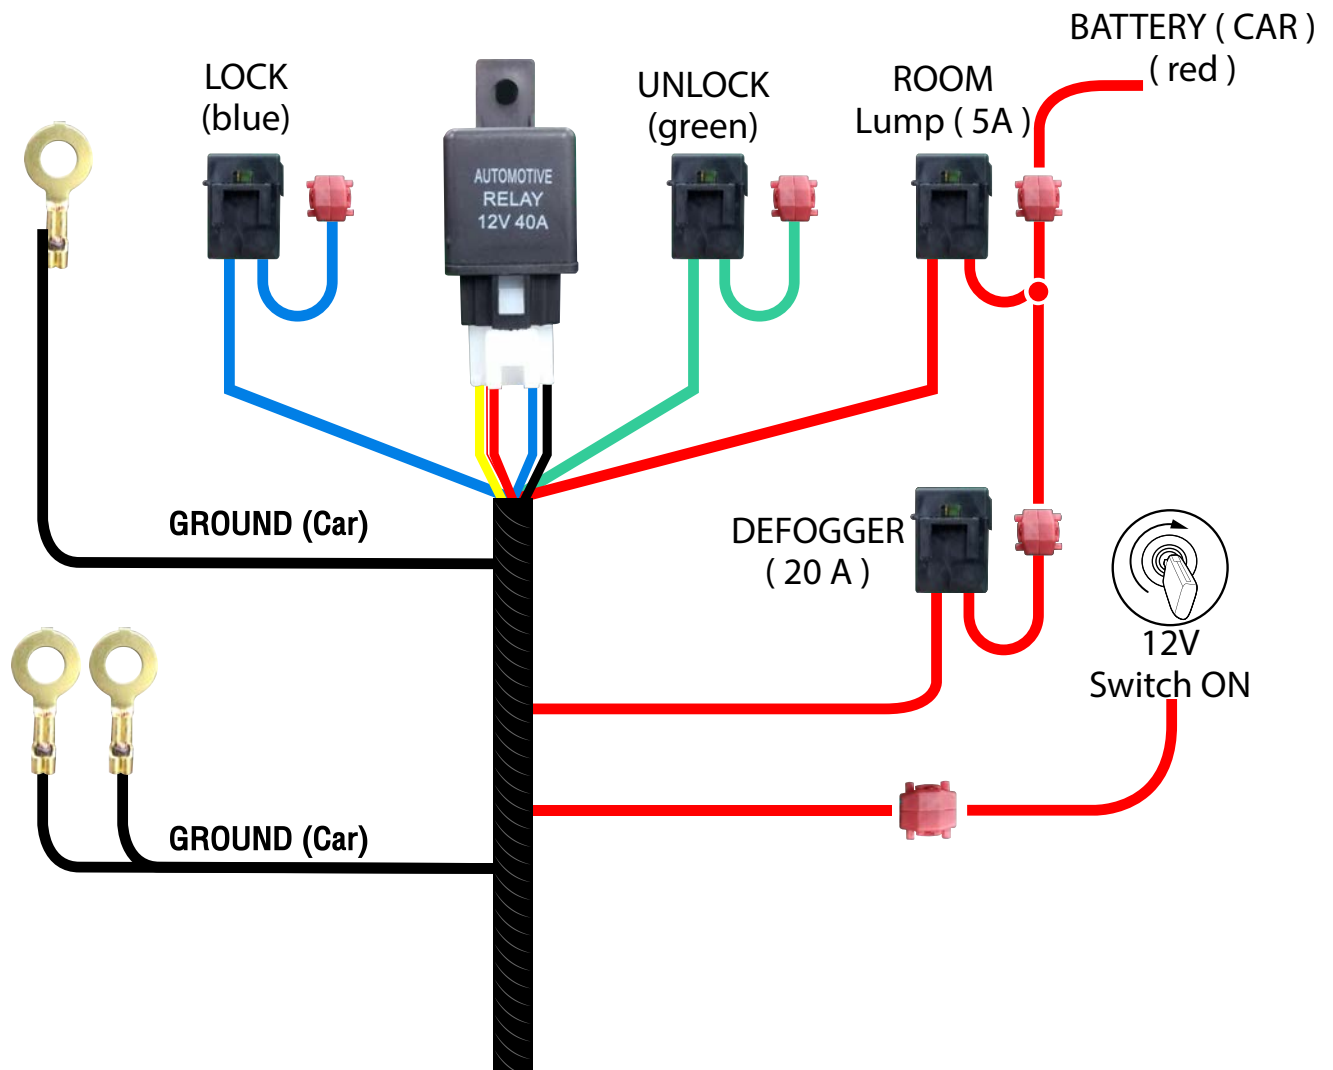 BATTERY ( CAR )
( red )
LOCK
(blue)
UNLOCK
(green)
ROOM
Lump ( 5A )
AUTOMOTIVE
RELAY
12V 40A
GROUND (Car)
DEFOGGER
( 20 A )
12V
Switch ON
GROUND (Car)